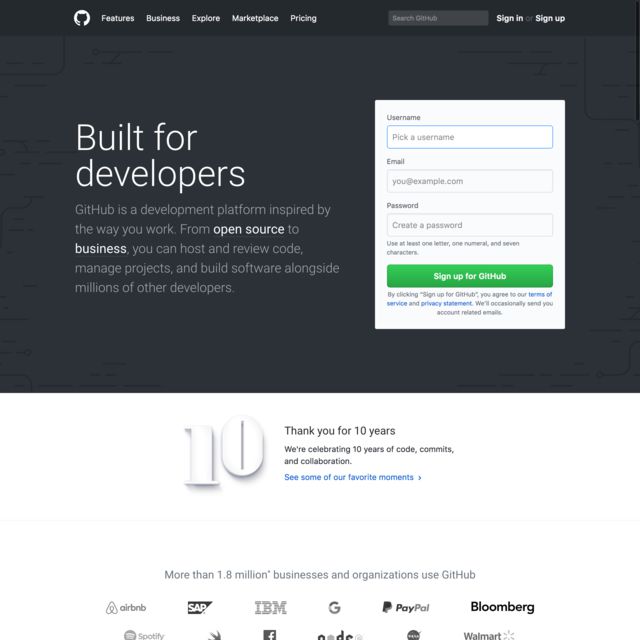 Features Business Explore Marketplace Pricing Search GitHub Sign in or Sign up
Built for
developers
GitHub is a development platform inspired by
the way you work. From open source to
business, you can host and review code,
manage projects, and build software alongside
millions of other developers.
Username
Pick a username
Email
you@example.com
Password
Create a password
Use at least one letter, one numeral, and seven
characters.
Sign up for GitHub
By clicking "Sign up for GitHub", you agree to our terms of
service and privacy statement. We'll occasionally send you
account related emails.
10
Thank you for 10 years
We're celebrating 10 years of code, commits,
and collaboration.
See some of our favorite moments ›
More than 1.8 million* businesses and organizations use GitHub
airbnb SAP IBM G PayPal Bloomberg
Spotify node Walmart